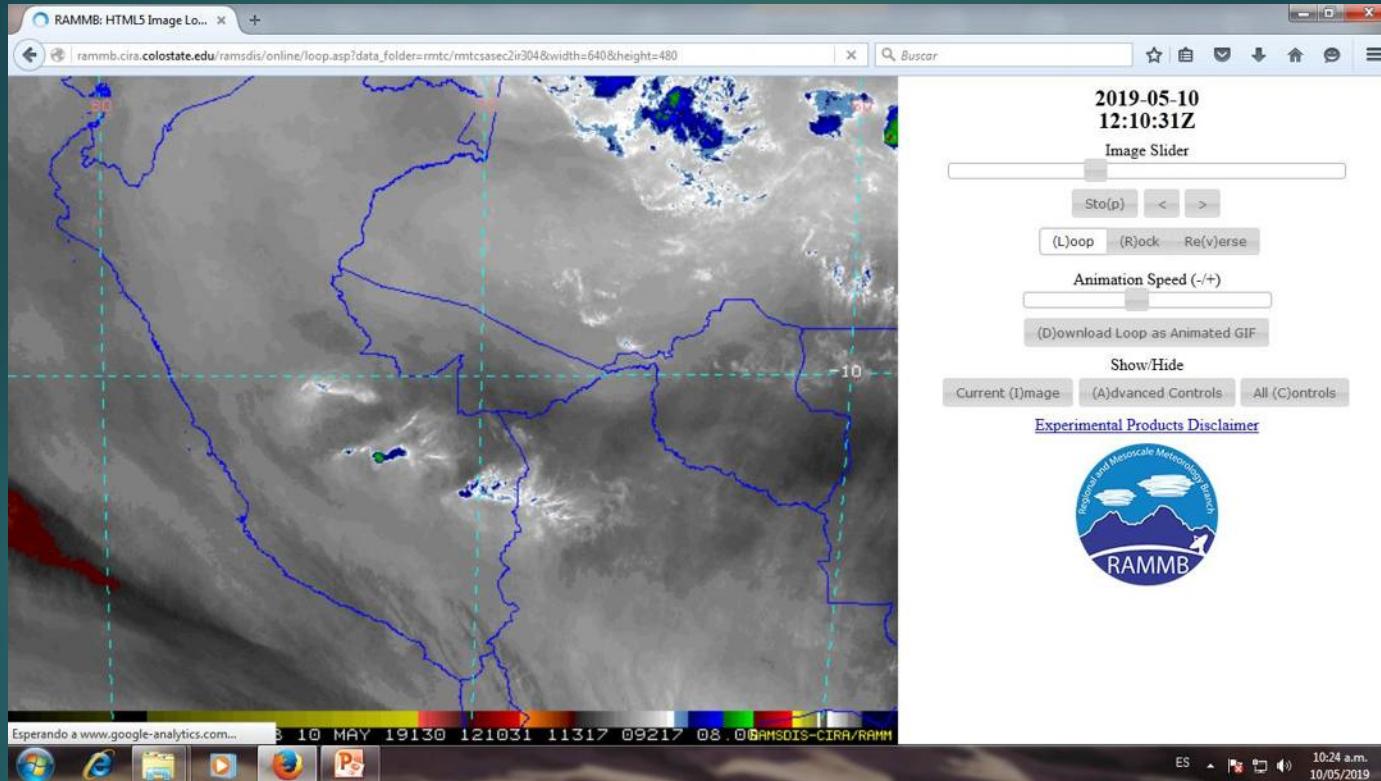 RAMMB: HTML5 Image Lo...
rammb.cira.colostate.edu/ramsdis/online/loop.asp?data_folder=rmtc/rmtcsasec2ir304&width=640&height=480
Buscar
80
-10
2019-05-10
12:10:31Z
Image Slider
Sto(p) < >
(L)oop (R)ock Re(v)erse
Animation Speed (-/+)
(D)ownload Loop as Animated GIF
Show/Hide
Current (I)mage (A)dvanced Controls All (C)ontrols
Experimental Products Disclaimer
Regional and Mesoscale Meteorology Branch
RAMMB
Esperando a www.google-analytics.com...
10 MAY 19130 121031 11317 09217 08.00
RAMSDIS-CIRA/RAMM
ES
10:24 a.m.
10/05/2019